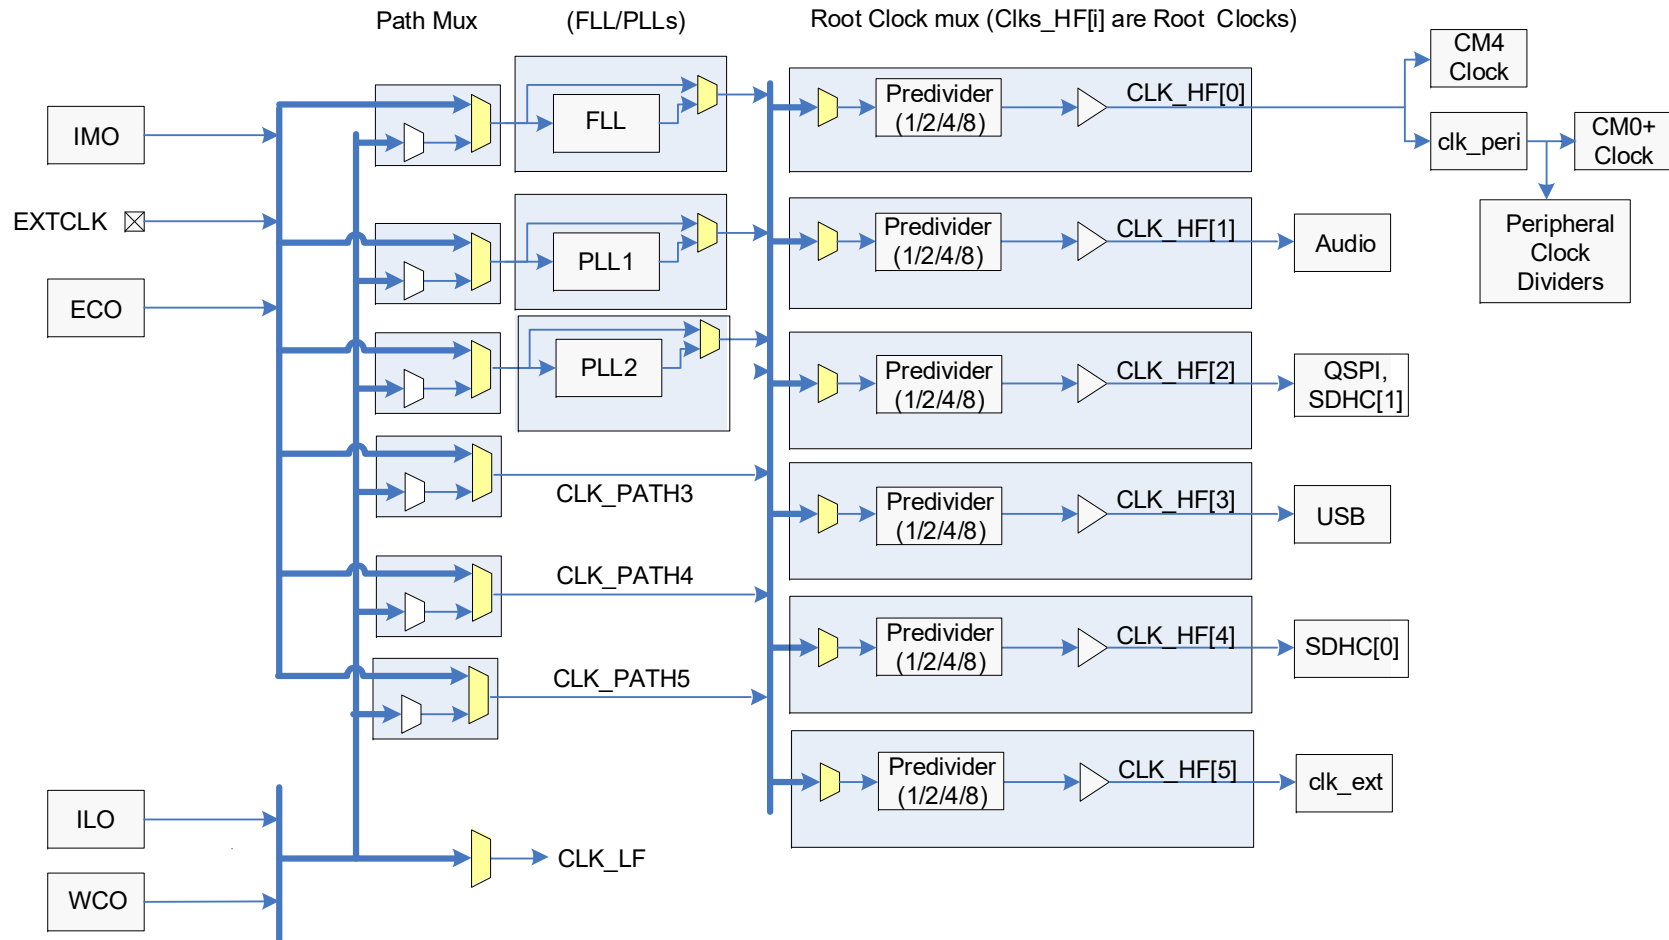 Path Mux
(FLL/PLLs)
Root Clock mux (Clks_HF[i] are Root Clocks)
IMO
EXTCLK
ECO
ILO
WCO
FLL
PLL1
PLL2
CLK_PATH3
CLK_PATH4
CLK_PATH5
CLK_LF
Predivider
(1/2/4/8)
CLK_HF[0]
CM4
Clock
clk_peri
CM0+
Clock
Peripheral
Clock
Dividers
Predivider
(1/2/4/8)
CLK_HF[1]
Audio
Predivider
(1/2/4/8)
CLK_HF[2]
QSPI,
SDHC[1]
Predivider
(1/2/4/8)
CLK_HF[3]
USB
Predivider
(1/2/4/8)
CLK_HF[4]
SDHC[0]
Predivider
(1/2/4/8)
CLK_HF[5]
clk_ext